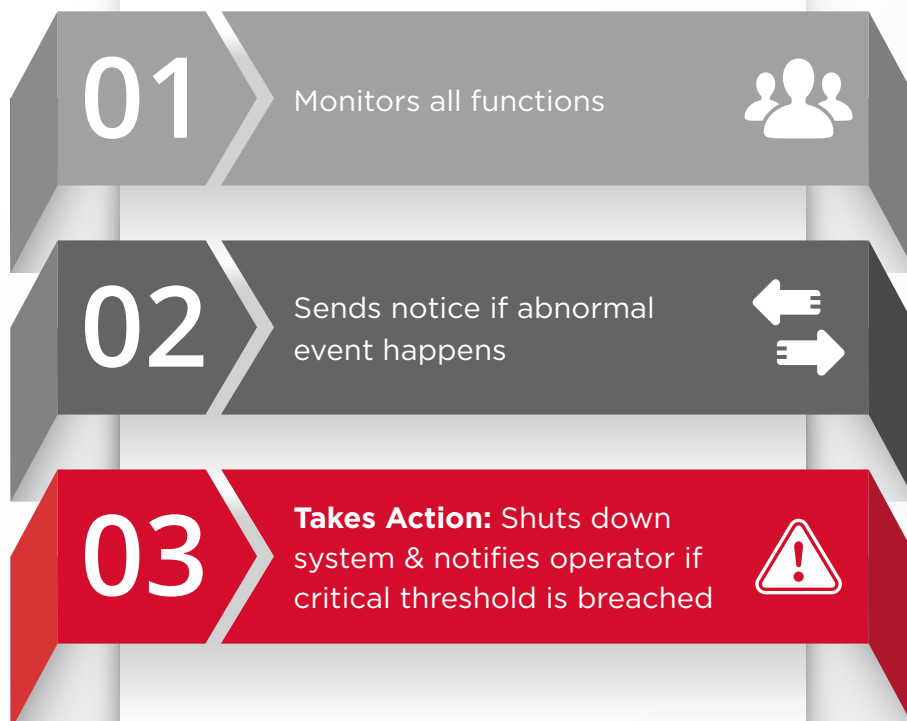 01
Monitors all functions
02
Sends notice if abnormal
event happens
03
Takes Action: Shuts down
system & notifies operator if
critical threshold is breached